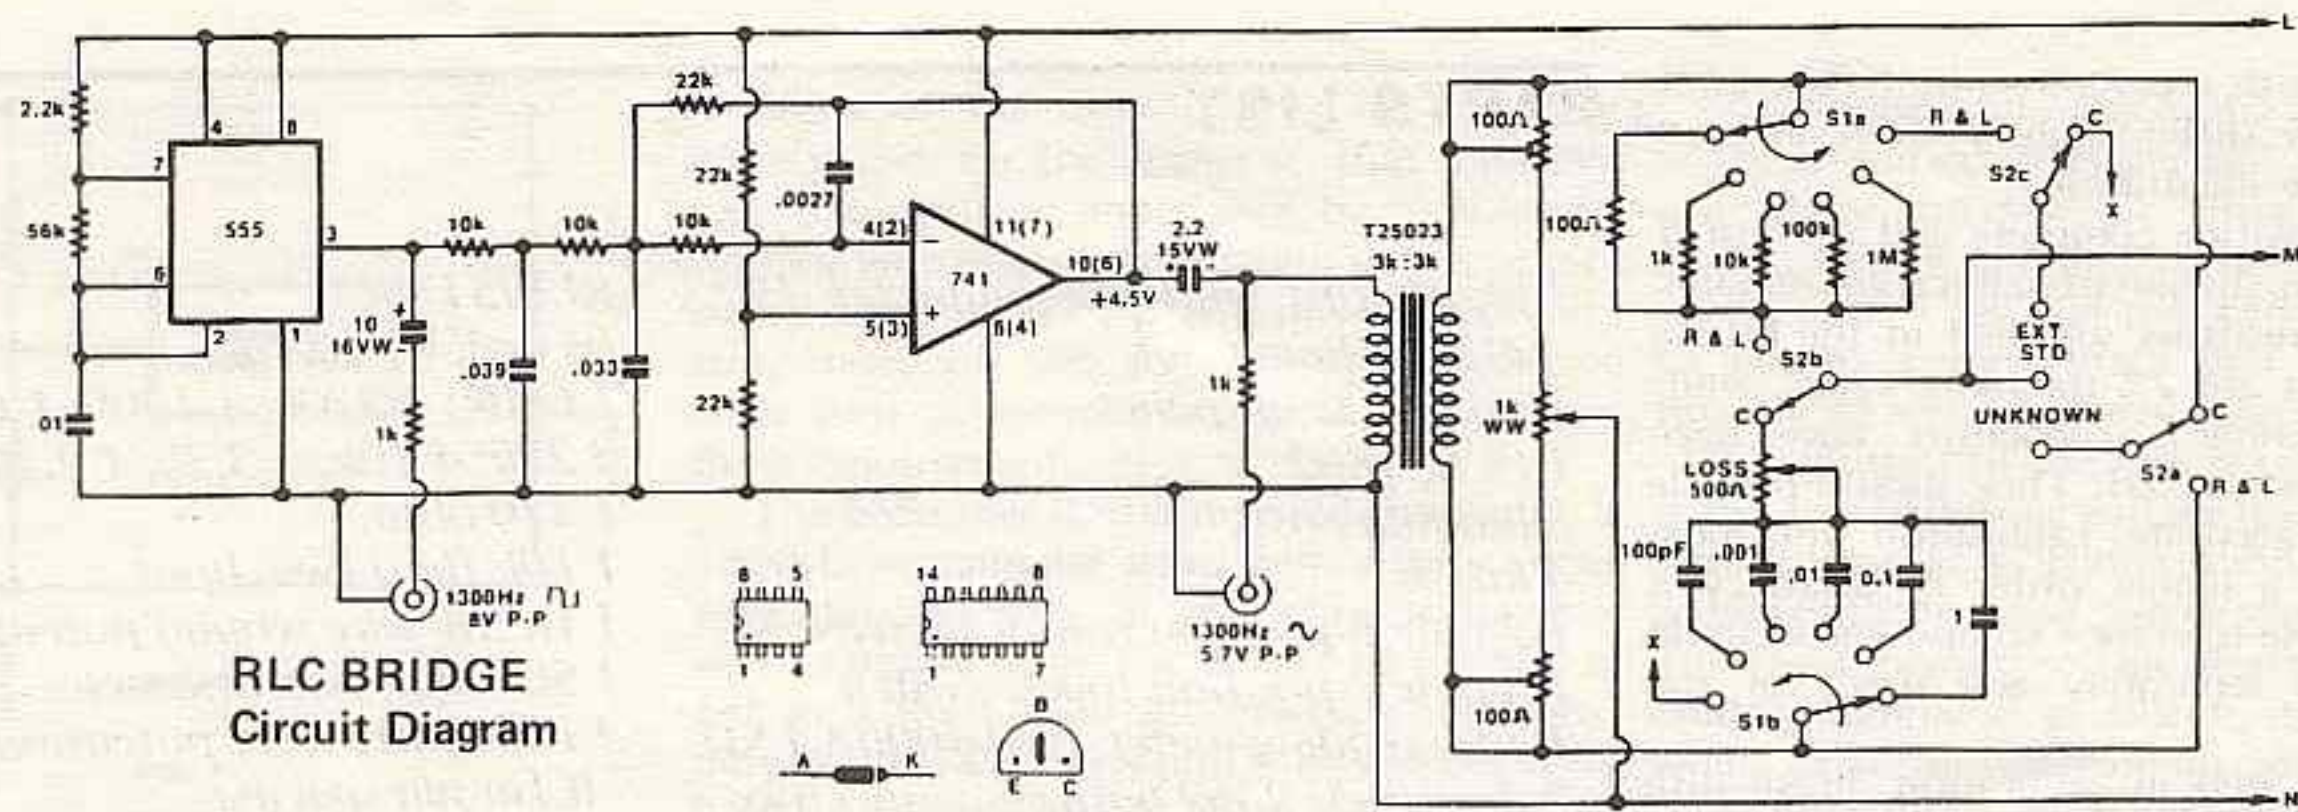 L
2.2k
56k
01
7
6
4
8
555
3
2
1
10
16VW
+
-
1k
10k
10k
10k
.039
.033
22k
22k
22k
.0027
4(2)
5(3)
-
+
741
11(7)
6(4)
10(6)
+4.5V
2.2
15VW
+
-
1k
1300Hz
8V P-P
1300Hz
5.7V P-P
T25023
3k:3k
100Ω
1k
WW
100Ω
100Ω
1k
10k
100k
1M
S1a
R & L
C
S2c
X
M
R & L
S2b
C
EXT
STD
UNKNOWN
C
S2a
R & L
LOSS
500Ω
100pF
.001
.01
0.1
1
X
S1b
N
RLC BRIDGE
Circuit Diagram
8 5
1 4
14 8
1 7
A K
B
E C